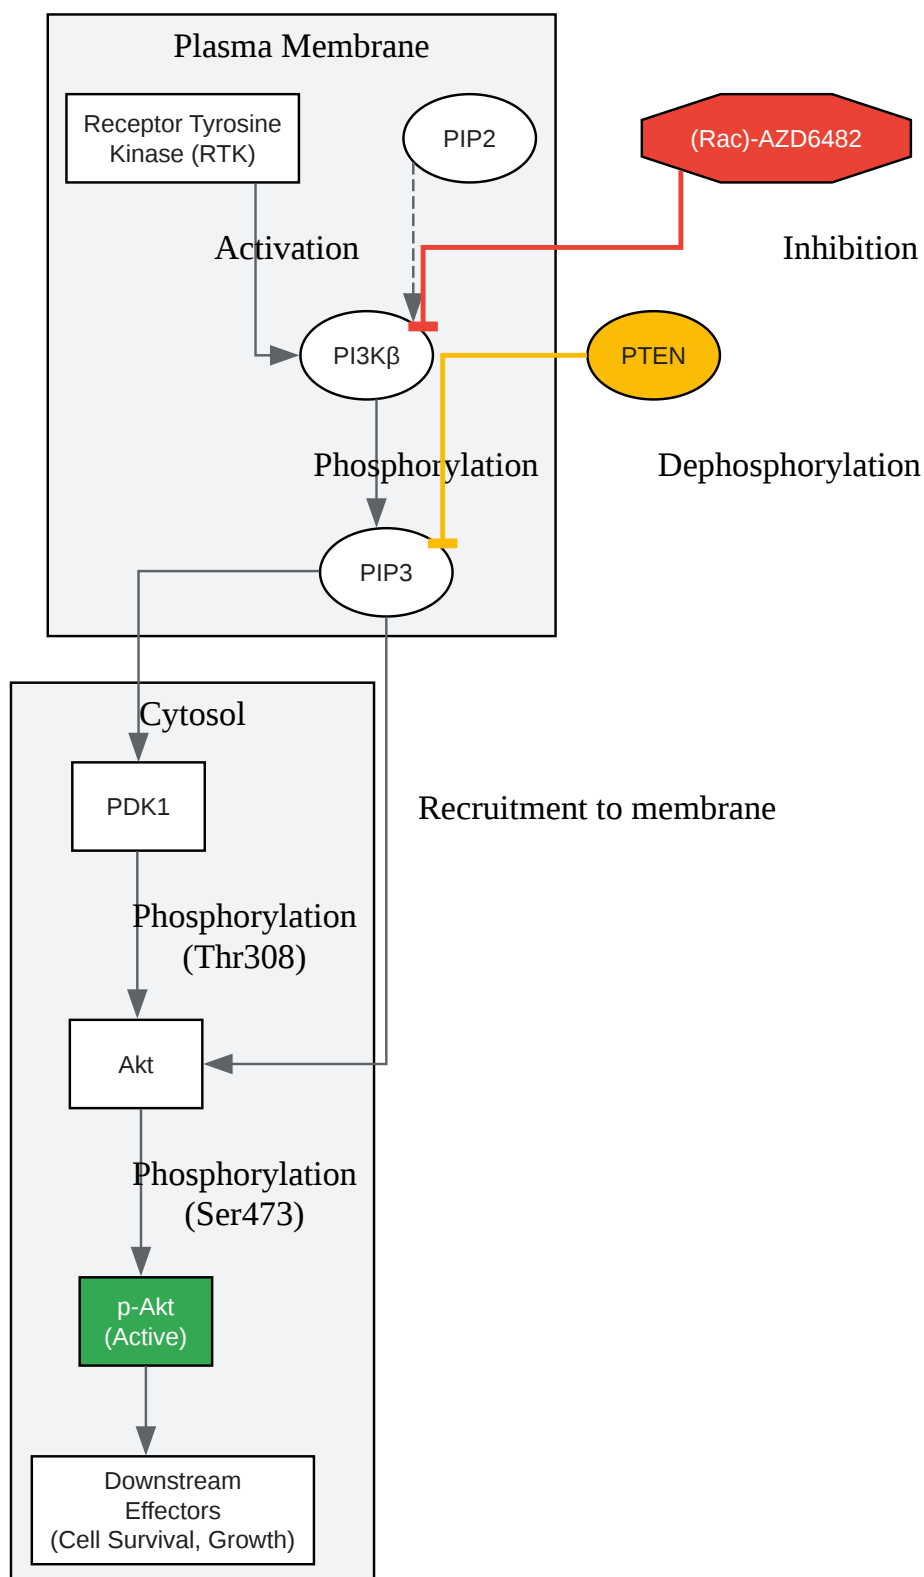 Plasma Membrane
Receptor Tyrosine
Kinase (RTK)
PIP2
(Rac)-AZD6482
Activation
Inhibition
PI3Kβ
PTEN
Phosphorylation
Dephosphorylation
PIP3
Cytosol
PDK1
Recruitment to membrane
Phosphorylation
(Thr308)
Akt
Phosphorylation
(Ser473)
p-Akt
(Active)
Downstream
Effectors
(Cell Survival, Growth)